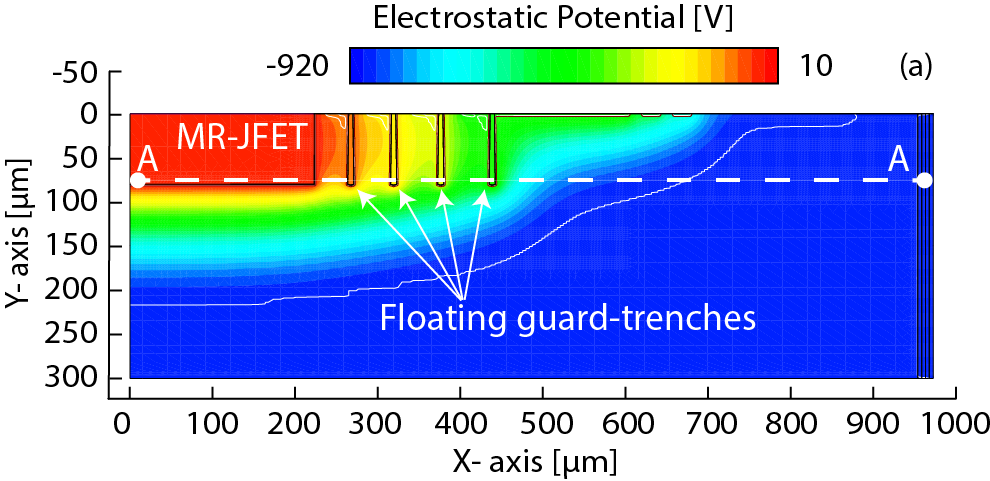 Electrostatic Potential [V]
-920 10 (a)
-50
0
50
100
150
200
250
300
Y-axis [µm]
MR-JFET
A A
Floating guard-trenches
0 100 200 300 400 500 600 700 800 900 1000
X- axis [µm]